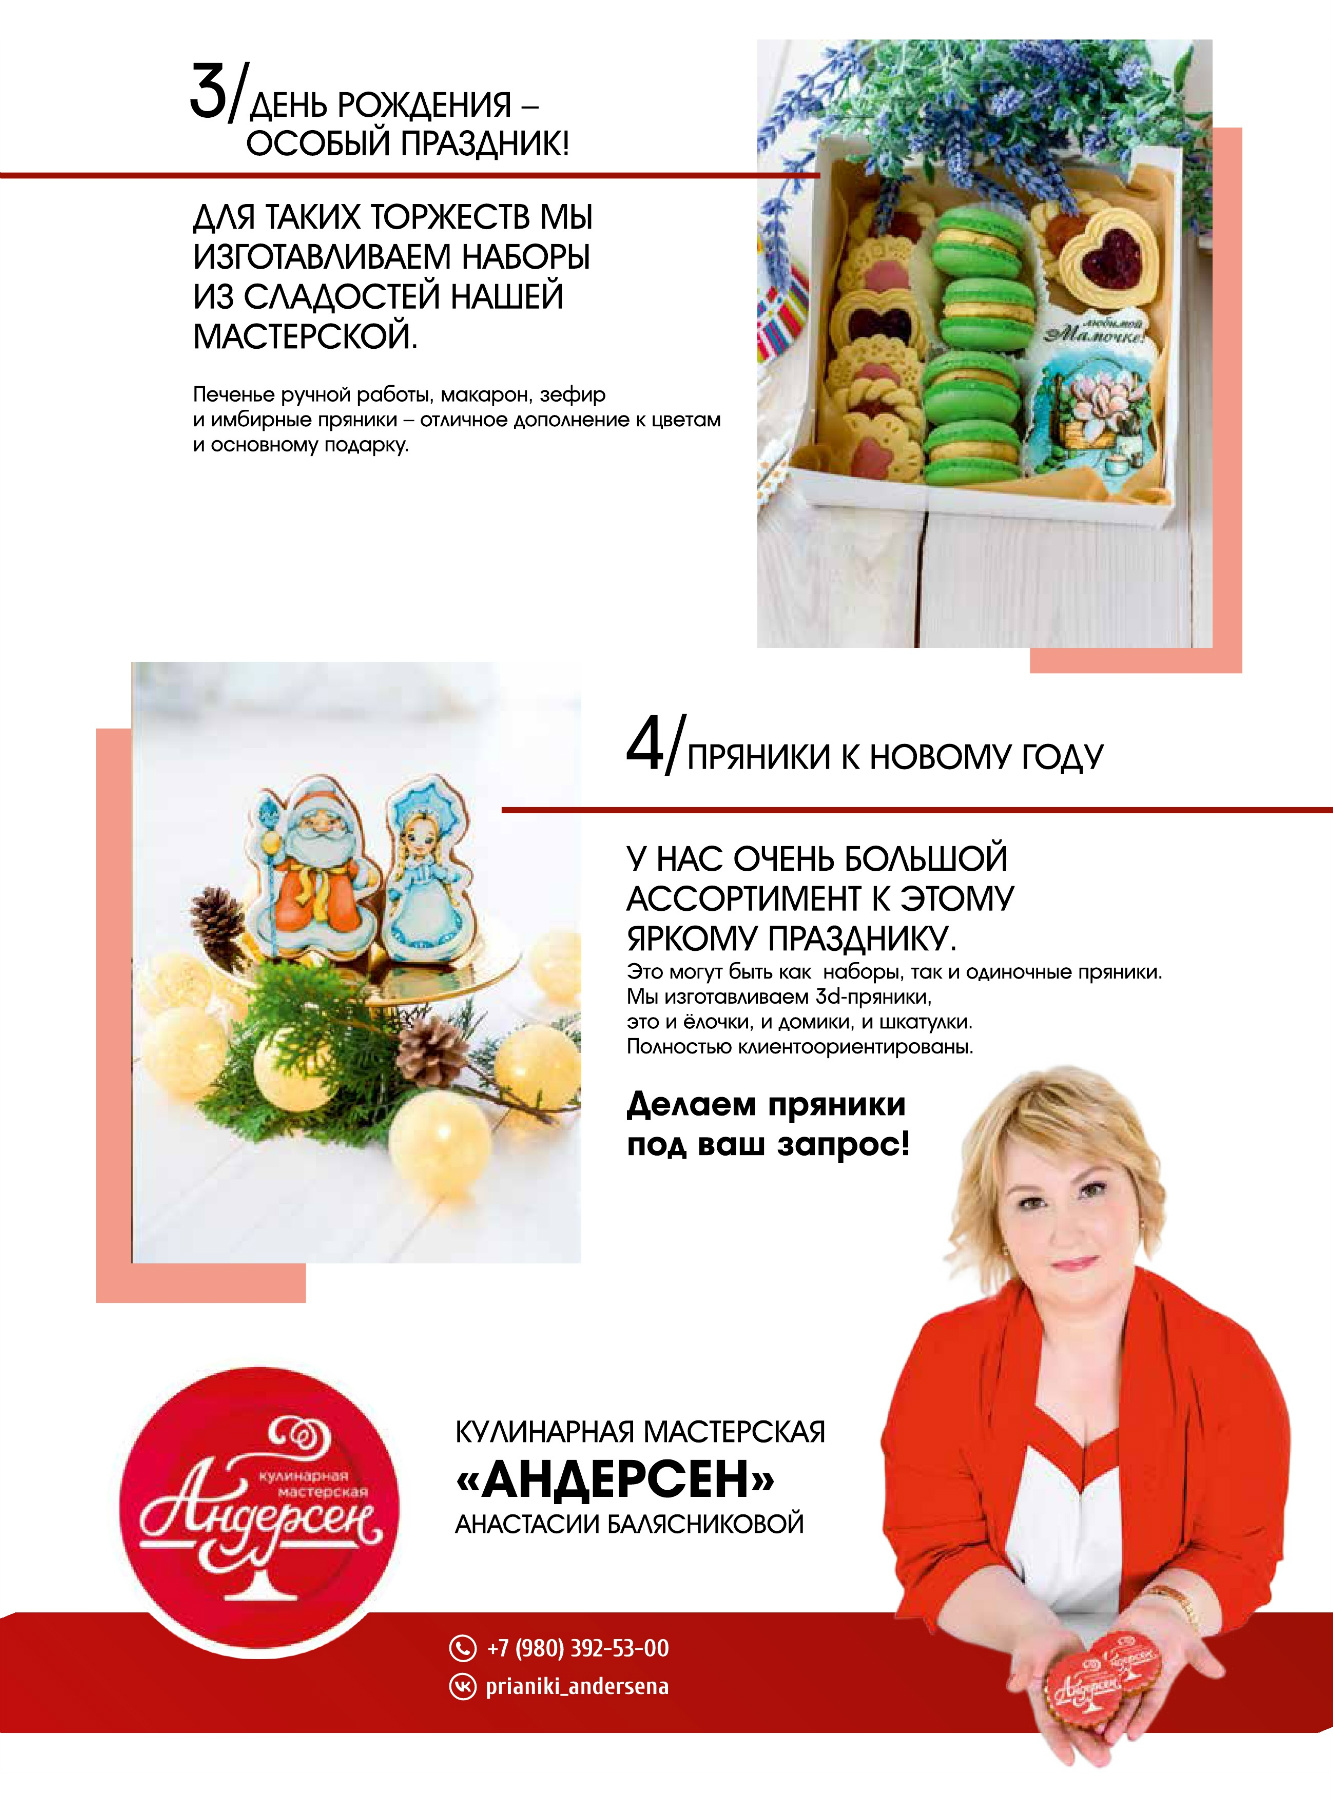 3/ ДЕНЬ РОЖДЕНИЯ –
ОСОБЫЙ ПРАЗДНИК!
ДЛЯ ТАКИХ ТОРЖЕСТВ МЫ
ИЗГОТАВЛИВАЕМ НАБОРЫ
ИЗ СЛАДОСТЕЙ НАШЕЙ
МАСТЕРСКОЙ.
Печенье ручной работы, макарон, зефир
и имбирные пряники – отличное дополнение к цветам
и основному подарку.
любимой
Мамочке!
4/ ПРЯНИКИ К НОВОМУ ГОДУ
У НАС ОЧЕНЬ БОЛЬШОЙ
АССОРТИМЕНТ К ЭТОМУ
ЯРКОМУ ПРАЗДНИКУ.
Это могут быть как наборы, так и одиночные пряники.
Мы изготавливаем 3d-пряники,
это и ёлочки, и домики, и шкатулки.
Полностью клиентоориентированы.
Делаем пряники
под ваш запрос!
кулинарная
мастерская
Андерсен
КУЛИНАРНАЯ МАСТЕРСКАЯ
«АНДЕРСЕН»
АНАСТАСИИ БАЛЯСНИКОВОЙ
+7 (980) 392-53-00
prianiki_andersena
Андерсен